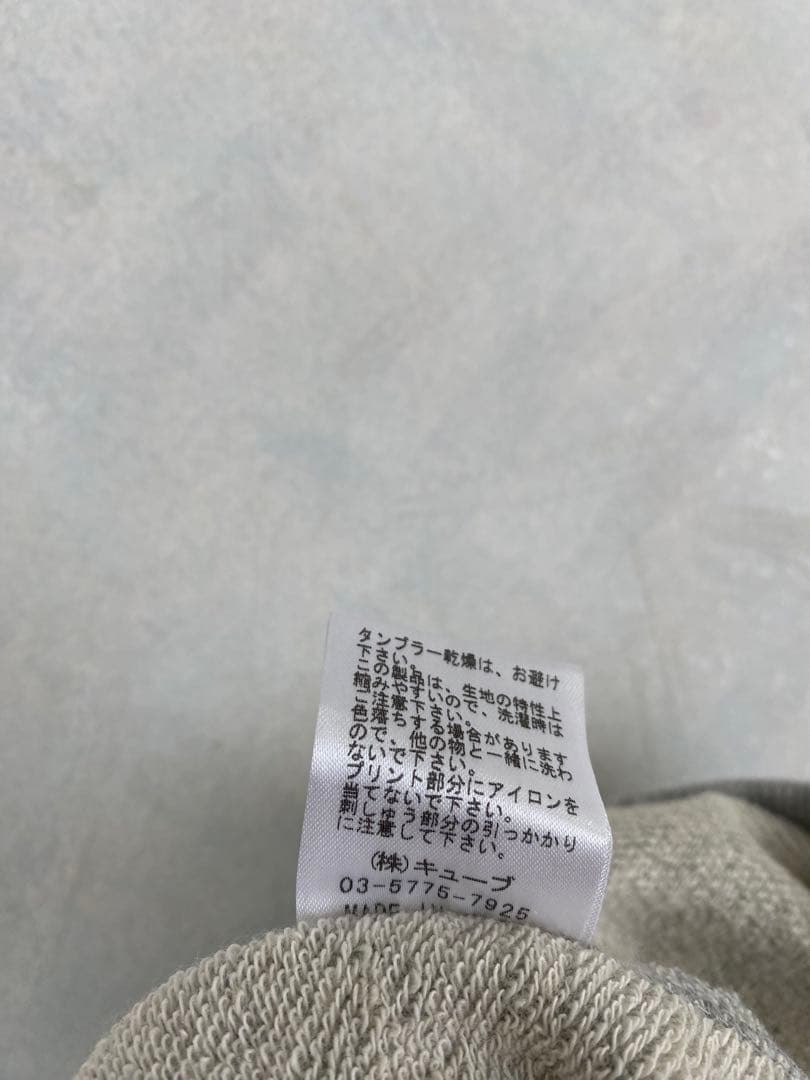 タンブラー乾燥は、お避け
下さい。
この製品は、生地の特性上
縮みやすいので、洗濯時は
ご注意下さい。
色落ちする場合があります
ので、他の物と一緒に洗わ
ないで下さい。
プリント部分にアイロンを
当てないで下さい。
刺しゅう部分の引っかかり
に注意して下さい。
(株)キューブ
03-5775-7925
MADE IN